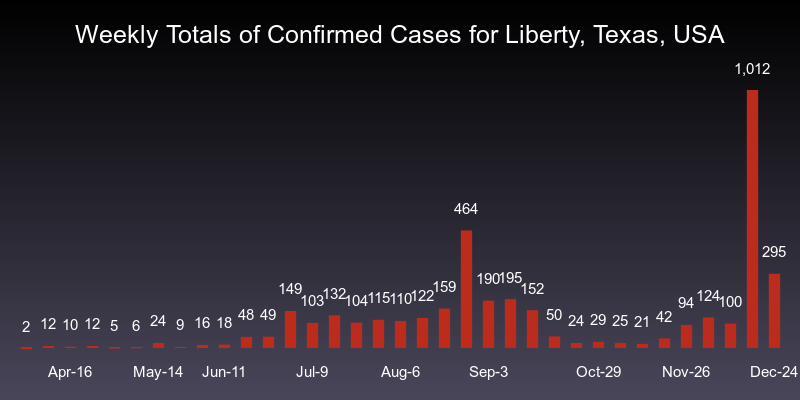 Weekly Totals of Confirmed Cases for Liberty, Texas, USA
2 12 10 12 5 6 24 9 16 18 48 49 149 103 132 104 115 110 122 159 464 190 195 152 50 24 29 25 21 42 94 124 100 1,012 295
Apr-16 May-14 Jun-11 Jul-9 Aug-6 Sep-3 Oct-29 Nov-26 Dec-24